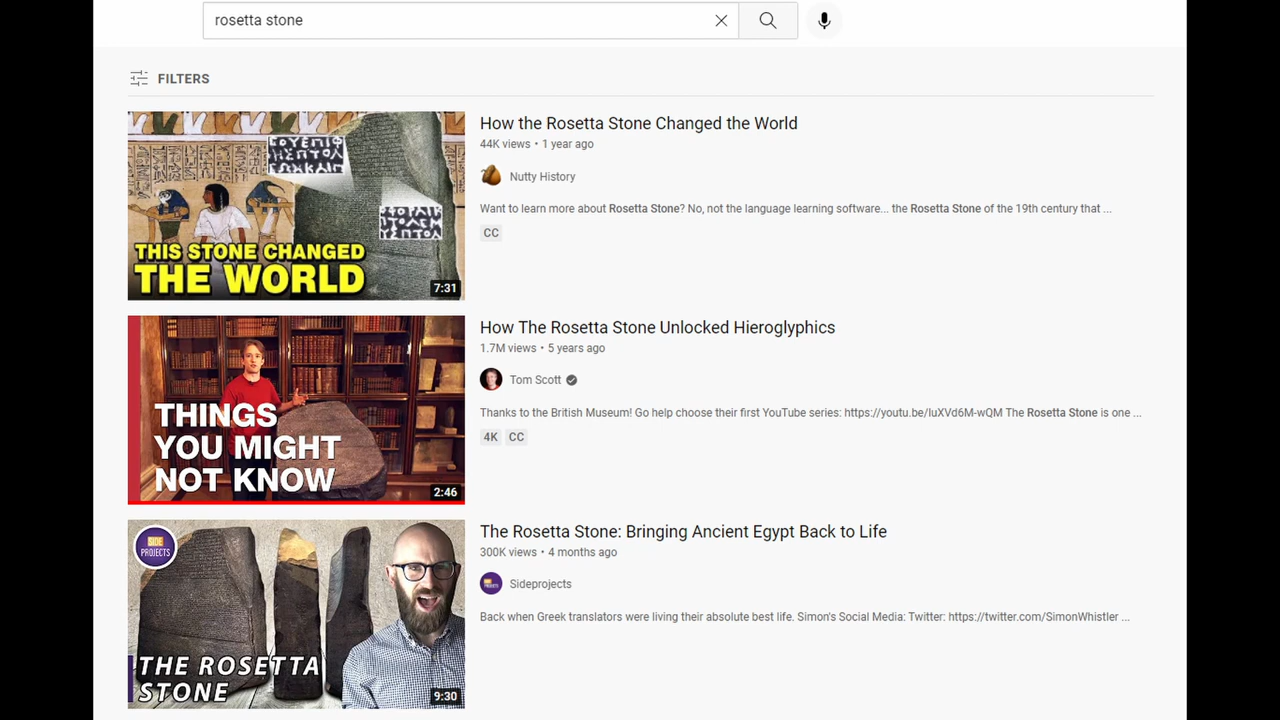 rosetta stone
FILTERS
THIS STONE CHANGED
THE WORLD
7:31
How the Rosetta Stone Changed the World
44K views • 1 year ago
Nutty History
Want to learn more about Rosetta Stone? No, not the language learning software... the Rosetta Stone of the 19th century that ...
CC
THINGS
YOU MIGHT
NOT KNOW
2:46
How The Rosetta Stone Unlocked Hieroglyphics
1.7M views • 5 years ago
Tom Scott
Thanks to the British Museum! Go help choose their first YouTube series: https://youtu.be/luXVd6M-wQM The Rosetta Stone is one ...
4K CC
SIDE
PROJECTS
THE ROSETTA
STONE
9:30
The Rosetta Stone: Bringing Ancient Egypt Back to Life
300K views • 4 months ago
Sideprojects
Back when Greek translators were living their absolute best life. Simon's Social Media: Twitter: https://twitter.com/SimonWhistler ...